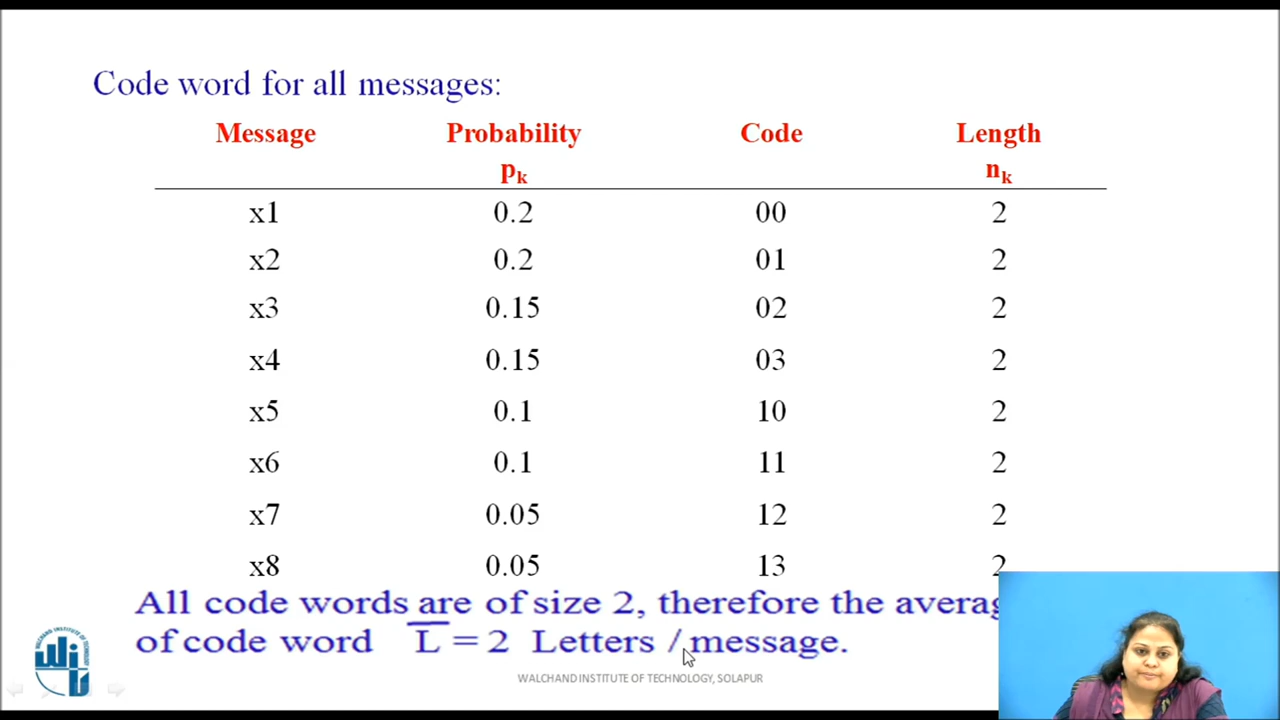 Code word for all messages:
Message Probability Code Length
pk nk
x1 0.2 00 2
x2 0.2 01 2
x3 0.15 02 2
x4 0.15 03 2
x5 0.1 10 2
x6 0.1 11 2
x7 0.05 12 2
x8 0.05 13 2
All code words are of size 2, therefore the
of code word L = 2 Letters / message.
WALCHAND INSTITUTE OF TECHNOLOGY, SOLAPUR